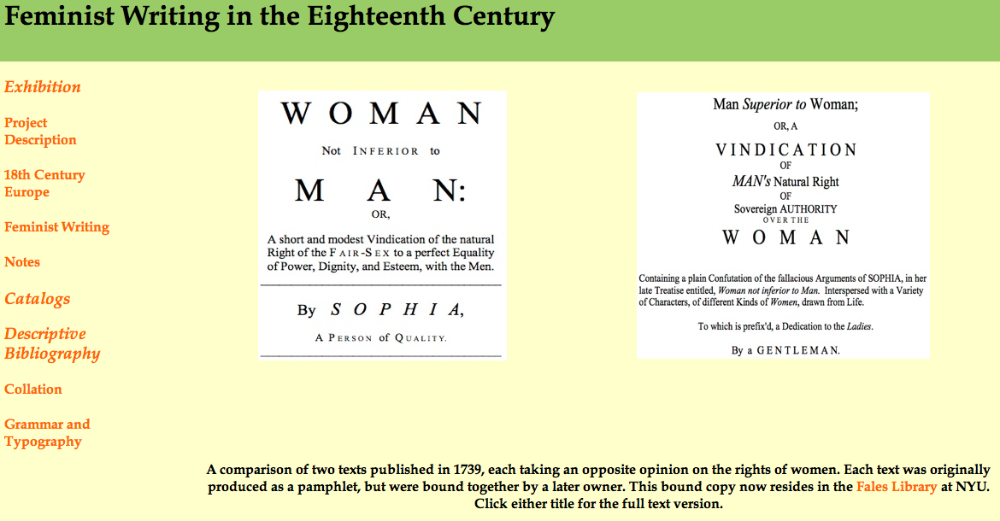 Feminist Writing in the Eighteenth Century
Exhibition
Project
Description
18th Century
Europe
Feminist Writing
Notes
Catalogs
Descriptive
Bibliography
Collation
Grammar and
Typography
WOMAN
Not INFERIOR to
MAN:
OR,
A short and modest Vindication of the natural
Right of the FAIR-SEX to a perfect Equality
of Power, Dignity, and Esteem, with the Men.
By SOPHIA,
A PERSON of QUALITY.
Man Superior to Woman;
OR, A
VINDICATION
OF
MAN's Natural Right
OF
Sovereign AUTHORITY
OVER THE
WOMAN
Containing a plain Confutation of the fallacious Arguments of SOPHIA, in her
late Treatise entitled, Woman not inferior to Man. Interspersed with a Variety
of Characters, of different Kinds of Women, drawn from Life.
To which is prefix'd, a Dedication to the Ladies.
By a GENTLEMAN.
A comparison of two texts published in 1739, each taking an opposite opinion on the rights of women. Each text was originally
produced as a pamphlet, but were bound together by a later owner. This bound copy now resides in the Fales Library at NYU.
Click either title for the full text version.